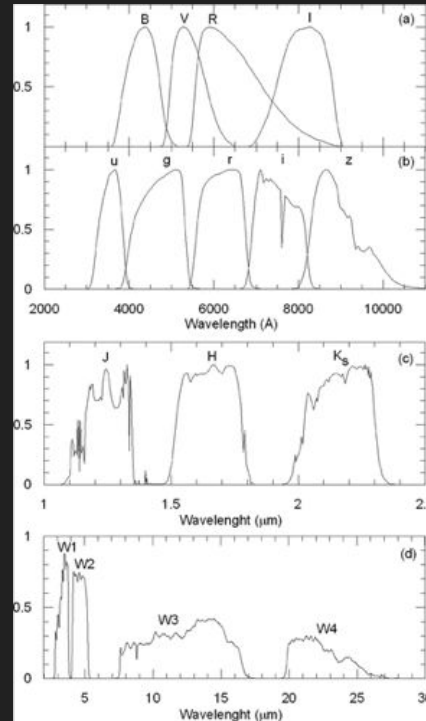 B V R I (a)
1
0.5
u g r i z (b)
1
0.5
0
2000 4000 6000 8000 10000
Wavelength (Å)
J H Ks (c)
1
0.5
0
1 1.5 2 2.
Wavelenght (μm)
1 W1 (d)
W2
0.5 W3 W4
0
5 10 15 20 25
Wavelength (μm)